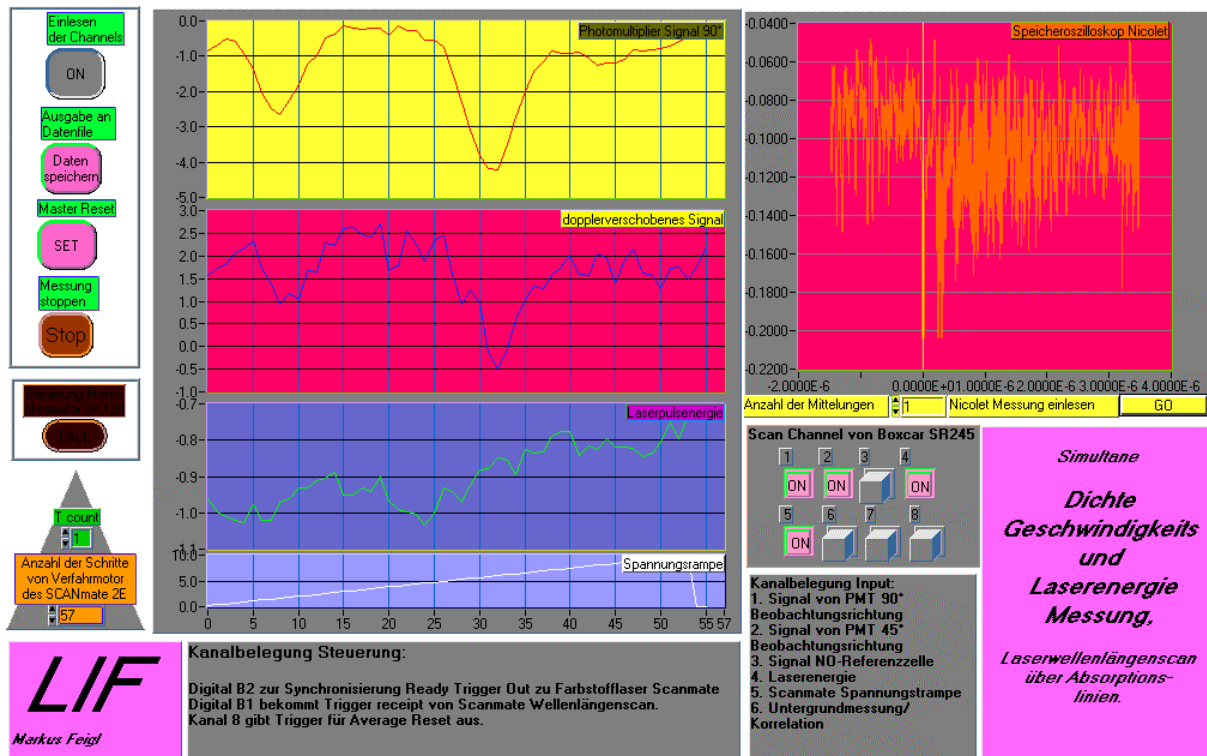 Einlesen
der Channels
ON
Ausgabe an
Datenfile
Daten
speichern
Master Reset
SET
Messung
stoppen
Stop
Steuerung Mono-
CALL
T count
1
Anzahl der Schritte
von Verfahrmotor
des SCANmate 2E
57
LIF
Markus Feigl
Photomultiplier Signal 90°
0.0
-1.0
-2.0
-3.0
-4.0
-5.0
dopplerverschobenes Signal
3.0
2.5
2.0
1.5
1.0
0.5
0.0
-0.5
-1.0
Laserpulsenergie
-0.7
-0.8
-0.9
-1.0
-1.1
Spannungsrampe
10.0
5.0
0.0
0 5 10 15 20 25 30 35 40 45 50 55 57
Kanalbelegung Steuerung:
Digital B2 zur Synchronisierung Ready Trigger Out zu Farbstofflaser Scanmate
Digital B1 bekommt Trigger receipt von Scanmate Wellenlängenscan.
Kanal 8 gibt Trigger für Average Reset aus.
Speicheroszilloskop Nicolet
-0.0400
-0.0600
-0.0800
-0.1000
-0.1200
-0.1400
-0.1600
-0.1800
-0.2000
-0.2200
-2.0000E-6 0.0000E+0 1.0000E-6 2.0000E-6 3.0000E-6 4.0000E-6
Anzahl der Mittelungen 1 Nicolet Messung einlesen GO
Scan Channel von Boxcar SR245
1 2 3 4
ON ON ON
5 6 7 8
ON
Kanalbelegung Input:
1. Signal von PMT 90°
Beobachtungsrichtung
2. Signal von PMT 45°
Beobachtungsrichtung
3. Signal NO-Referenzzelle
4. Laserenergie
5. Scanmate Spannungstrampe
6. Untergrundmessung/
Korrelation
Simultane
Dichte
Geschwindigkeits
und
Laserenergie
Messung,
Laserwellenlängenscan
über Absorptions-
linien.